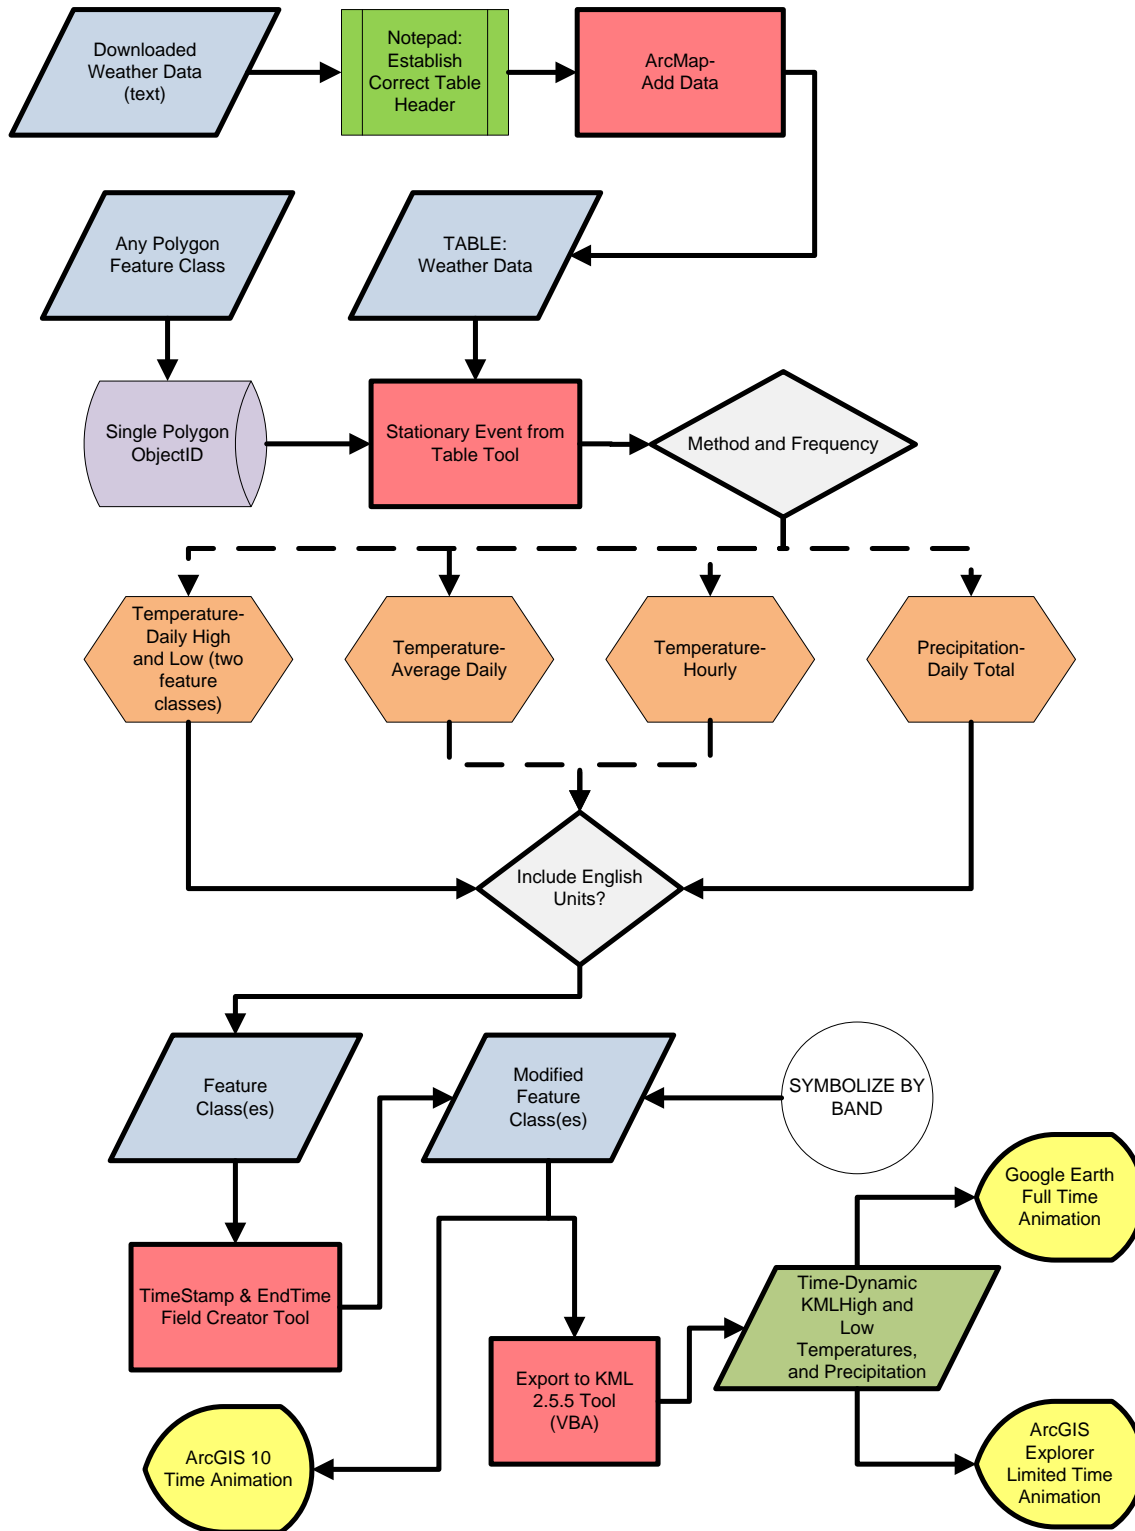 Downloaded
Weather Data
(text)
Notepad:
Establish
Correct Table
Header
ArcMap-
Add Data
Any Polygon
Feature Class
TABLE:
Weather Data
Single Polygon
ObjectID
Stationary Event from
Table Tool
Method and Frequency
Temperature-
Daily High
and Low (two
feature
classes)
Temperature-
Average Daily
Temperature-
Hourly
Precipitation-
Daily Total
Include English
Units?
Feature
Class(es)
Modified
Feature
Class(es)
SYMBOLIZE BY
BAND
Google Earth
Full Time
Animation
TimeStamp & EndTime
Field Creator Tool
Time-Dynamic
KMLHigh and
Low
Temperatures,
and Precipitation
Export to KML
2.5.5 Tool
(VBA)
ArcGIS 10
Time Animation
ArcGIS
Explorer
Limited Time
Animation